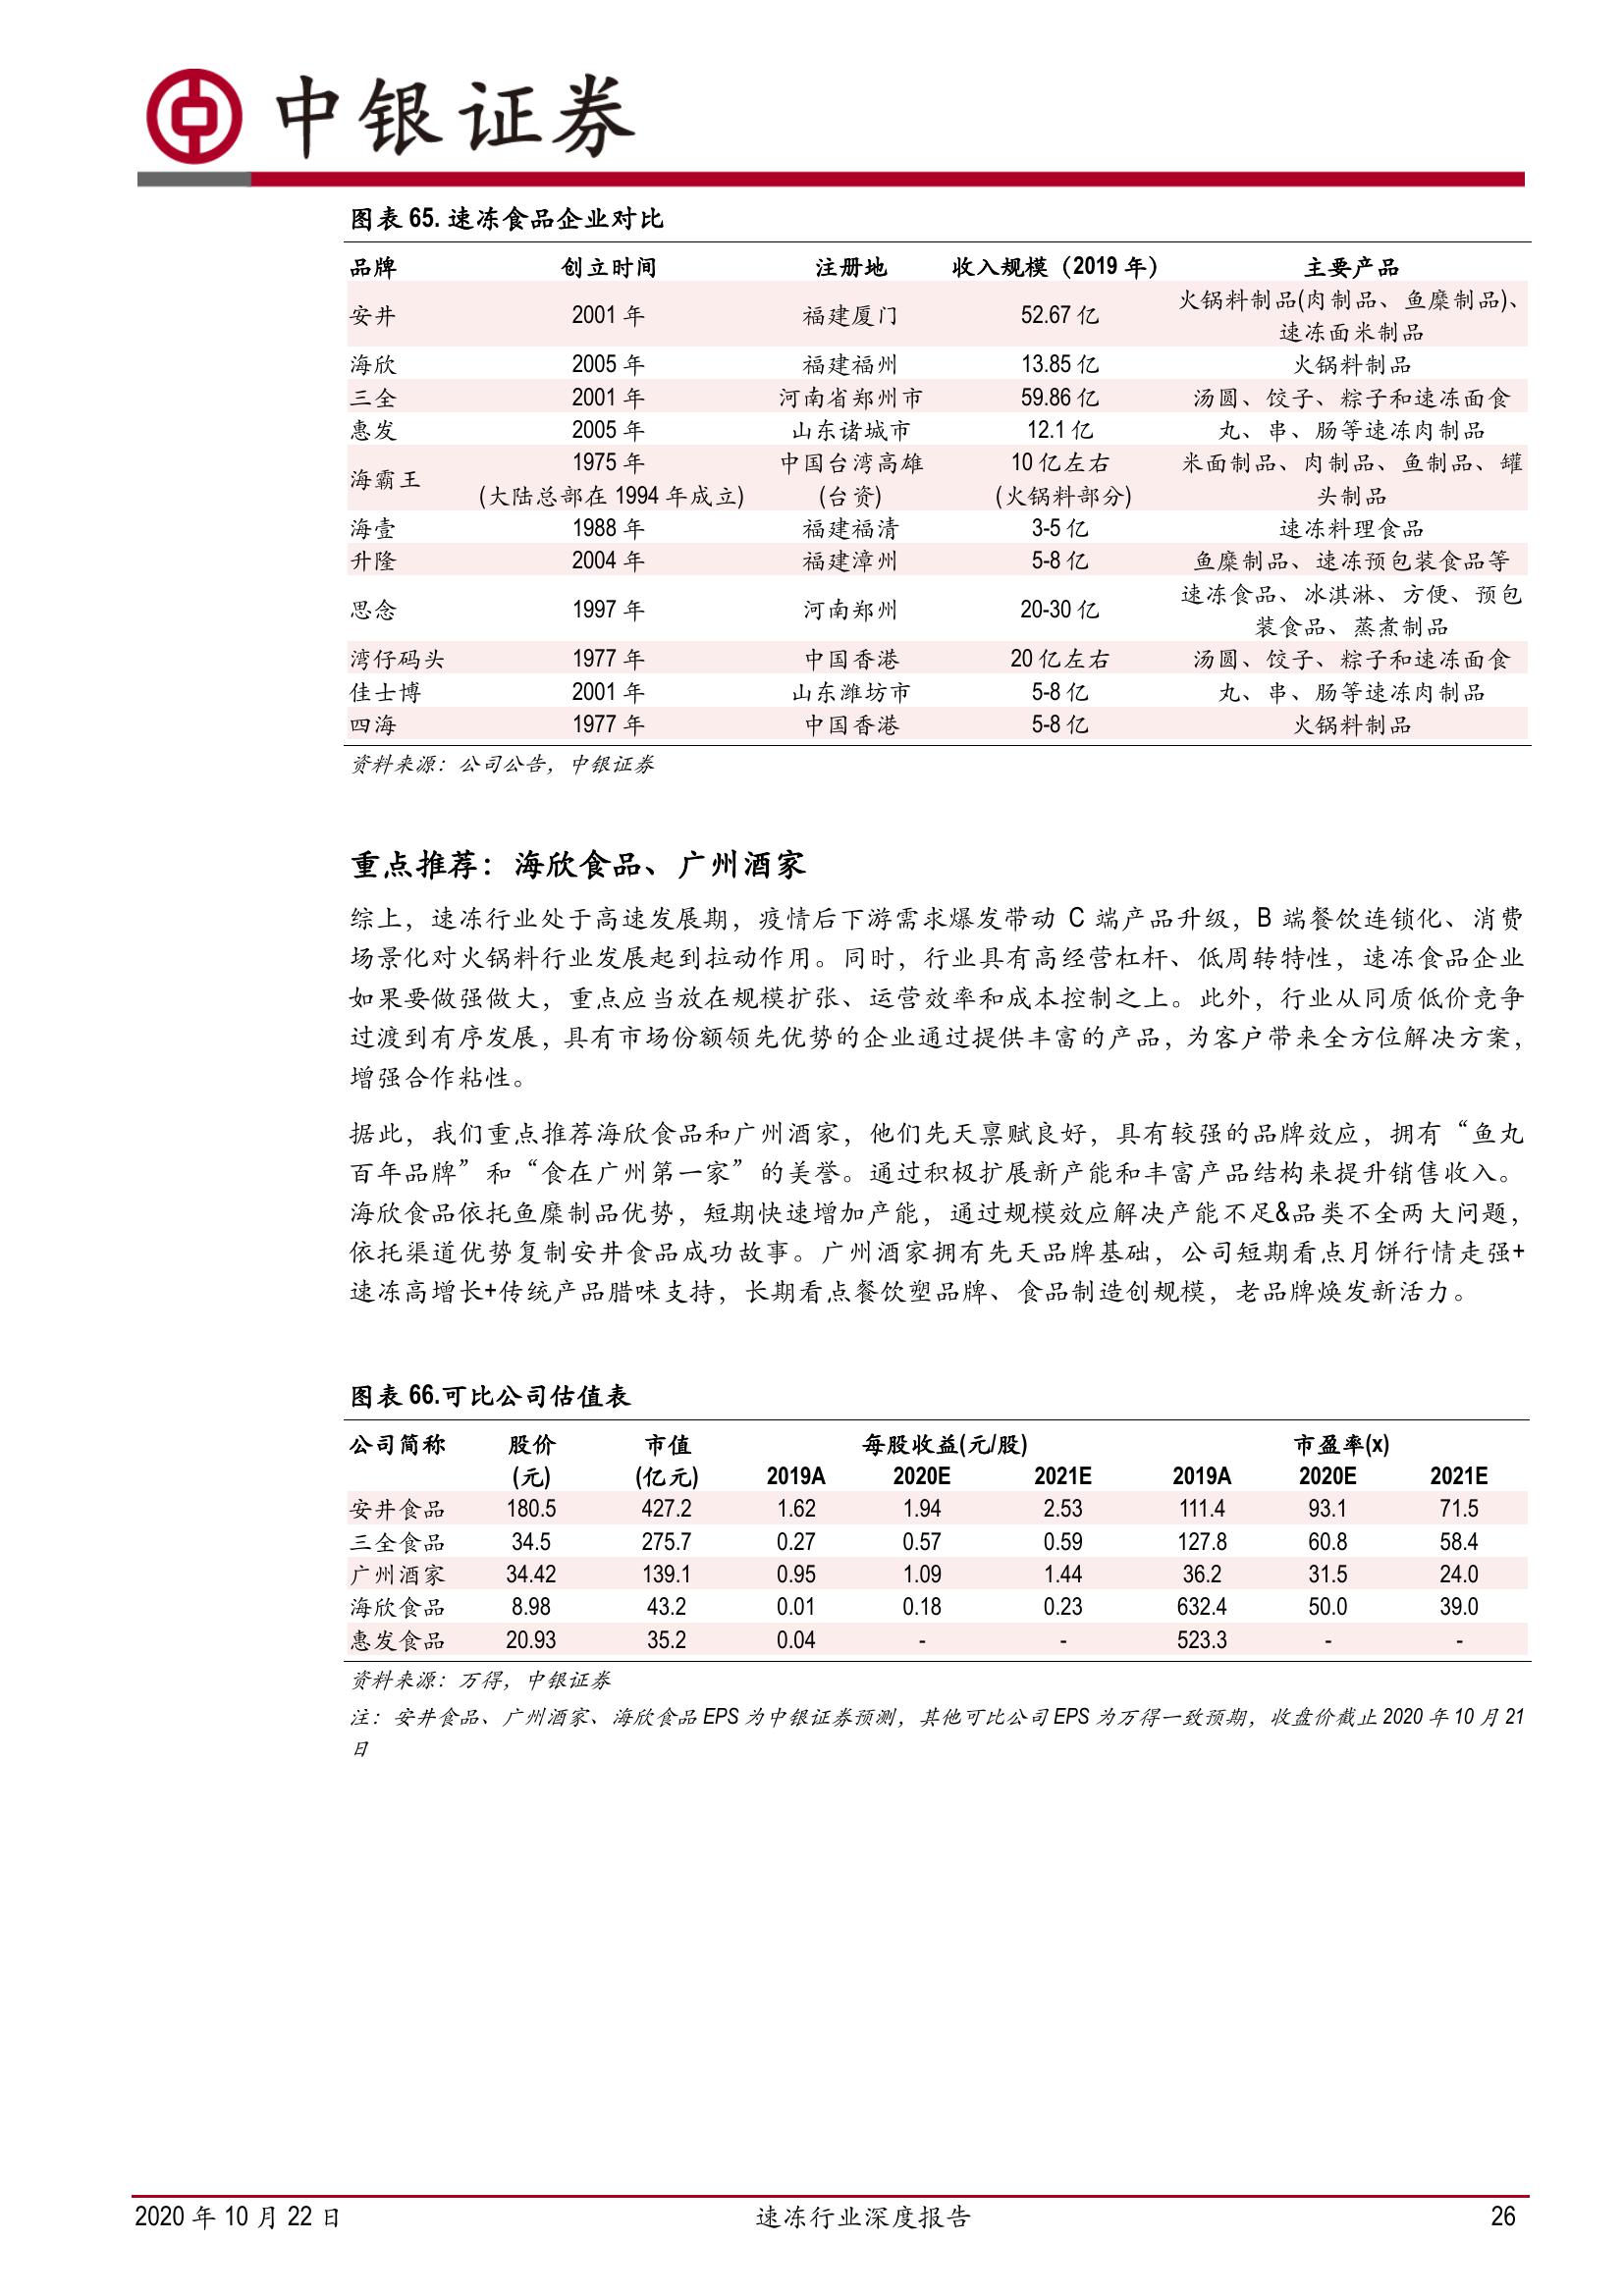 中银证券
图表 65. 速冻食品企业对比
品牌 创立时间 注册地 收入规模（2019 年） 主要产品
安井 2001 年 福建厦门 52.67 亿 火锅料制品(肉制品、鱼糜制品)、
速冻面米制品
海欣 2005 年 福建福州 13.85 亿 火锅料制品
三全 2001 年 河南省郑州市 59.86 亿 汤圆、饺子、粽子和速冻面食
惠发 2005 年 山东诸城市 12.1 亿 丸、串、肠等速冻肉制品
海霸王 1975 年 中国台湾高雄 10 亿左右 米面制品、肉制品、鱼制品、罐
(大陆总部在 1994 年成立) (台资) (火锅料部分) 头制品
海壹 1988 年 福建福清 3-5 亿 速冻料理食品
升隆 2004 年 福建漳州 5-8 亿 鱼糜制品、速冻预包装食品等
思念 1997 年 河南郑州 20-30 亿 速冻食品、冰淇淋、方便、预包
装食品、蒸煮制品
湾仔码头 1977 年 中国香港 20 亿左右 汤圆、饺子、粽子和速冻面食
佳士博 2001 年 山东潍坊市 5-8 亿 丸、串、肠等速冻肉制品
四海 1977 年 中国香港 5-8 亿 火锅料制品
资料来源：公司公告，中银证券
重点推荐：海欣食品、广州酒家
综上，速冻行业处于高速发展期，疫情后下游需求爆发带动 C 端产品升级，B 端餐饮连锁化、消费
场景化对火锅料行业发展起到拉动作用。同时，行业具有高经营杠杆、低周转特性，速冻食品企业
如果要做强做大，重点应当放在规模扩张、运营效率和成本控制之上。此外，行业从同质低价竞争
过渡到有序发展，具有市场份额领先优势的企业通过提供丰富的产品，为客户带来全方位解决方案，
增强合作粘性。
据此，我们重点推荐海欣食品和广州酒家，他们先天禀赋良好，具有较强的品牌效应，拥有“鱼丸
百年品牌”和“食在广州第一家”的美誉。通过积极扩展新产能和丰富产品结构来提升销售收入。
海欣食品依托鱼糜制品优势，短期快速增加产能，通过规模效应解决产能不足&品类不全两大问题，
依托渠道优势复制安井食品成功故事。广州酒家拥有先天品牌基础，公司短期看点月饼行情走强+
速冻高增长+传统产品腊味支持，长期看点餐饮塑品牌、食品制造创规模，老品牌焕发新活力。
图表 66.可比公司估值表
公司简称 股价 市值 每股收益(元/股) 市盈率(x)
(元) (亿元) 2019A 2020E 2021E 2019A 2020E 2021E
安井食品 180.5 427.2 1.62 1.94 2.53 111.4 93.1 71.5
三全食品 34.5 275.7 0.27 0.57 0.59 127.8 60.8 58.4
广州酒家 34.42 139.1 0.95 1.09 1.44 36.2 31.5 24.0
海欣食品 8.98 43.2 0.01 0.18 0.23 632.4 50.0 39.0
惠发食品 20.93 35.2 0.04 - - 523.3 - -
资料来源：万得，中银证券
注：安井食品、广州酒家、海欣食品 EPS 为中银证券预测，其他可比公司 EPS 为万得一致预期，收盘价截止 2020 年 10 月 21
日
2020 年 10 月 22 日 速冻行业深度报告 26